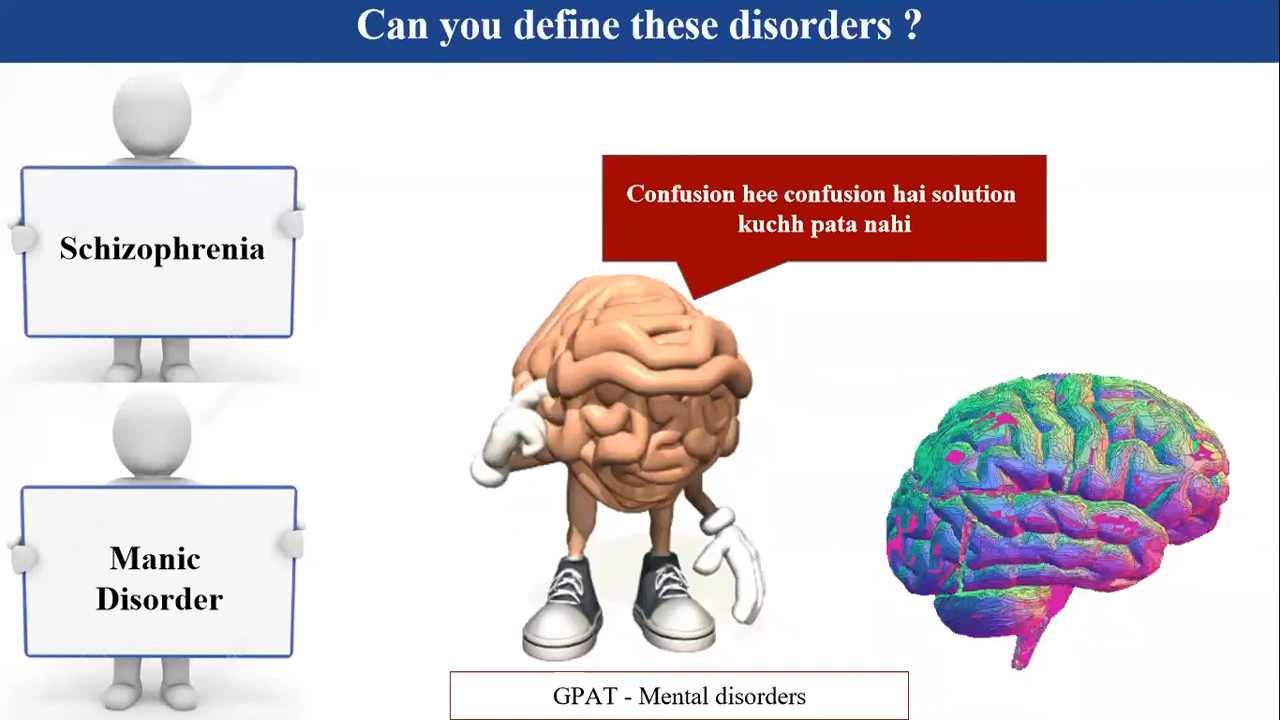 Can you define these disorders ?
Schizophrenia
Confusion hee confusion hai solution
kuchh pata nahi
Manic
Disorder
GPAT - Mental disorders